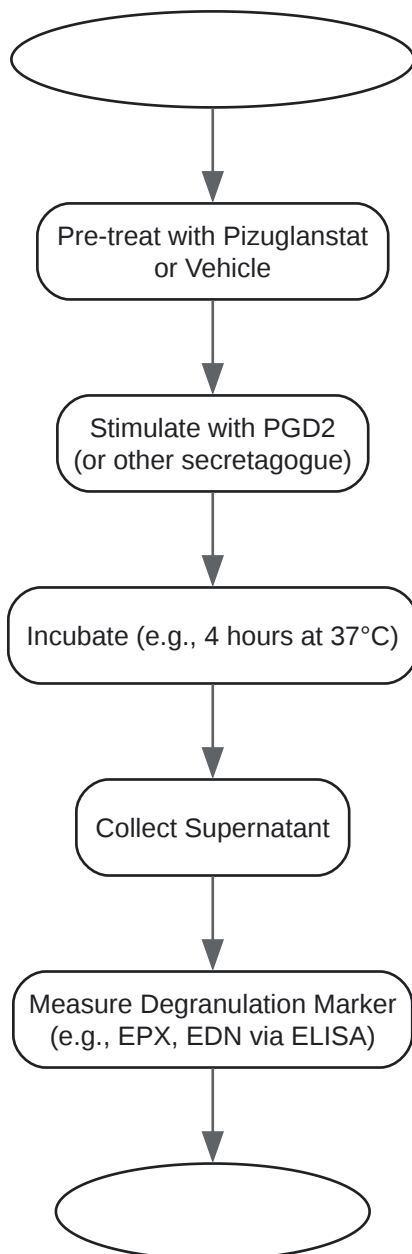 Pre-treat with Pizuglanstat
or Vehicle
Stimulate with PGD2
(or other secretagogue)
Incubate (e.g., 4 hours at 37°C)
Collect Supernatant
Measure Degranulation Marker
(e.g., EPX, EDN via ELISA)